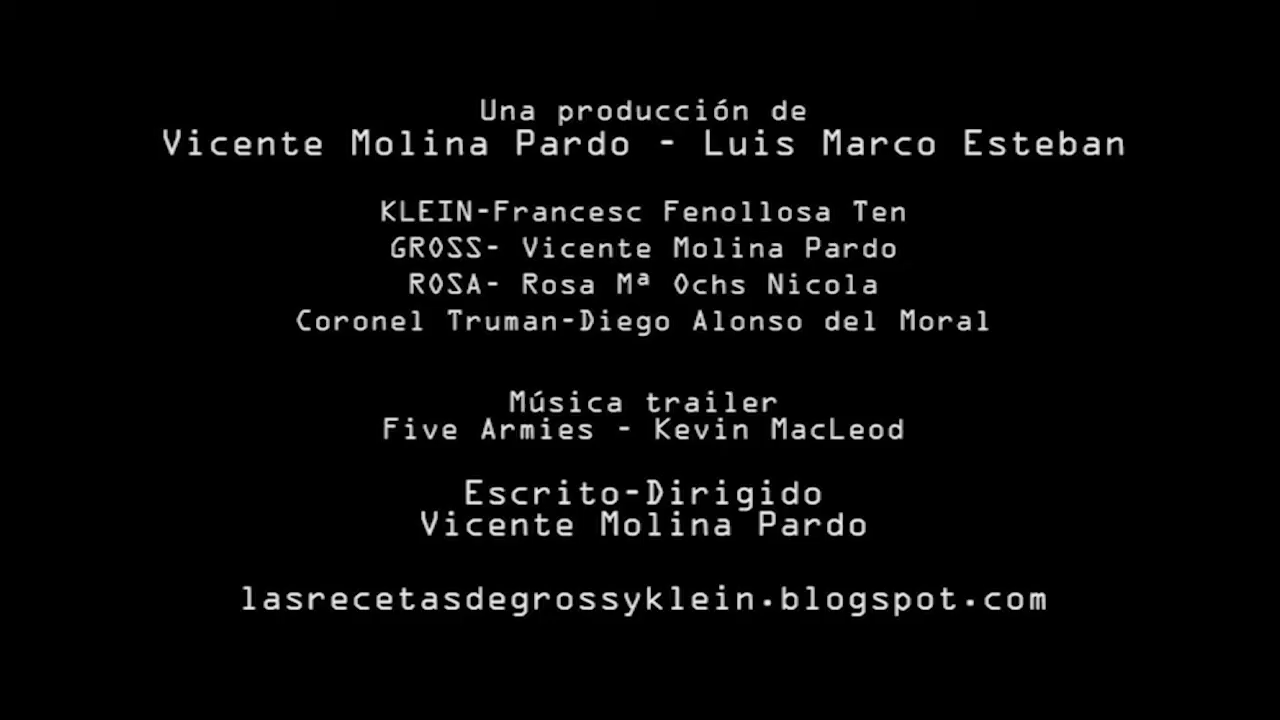 Una producción de
Vicente Molina Pardo - Luis Marco Esteban
KLEIN-Francesc Fenollosa Ten
GROSS- Vicente Molina Pardo
ROSA- Rosa Mª Ochs Nicola
Coronel Truman-Diego Alonso del Moral
Música trailer
Five Armies - Kevin MacLeod
Escrito-Dirigido
Vicente Molina Pardo
lasrecetasdegrossyklein.blogspot.com